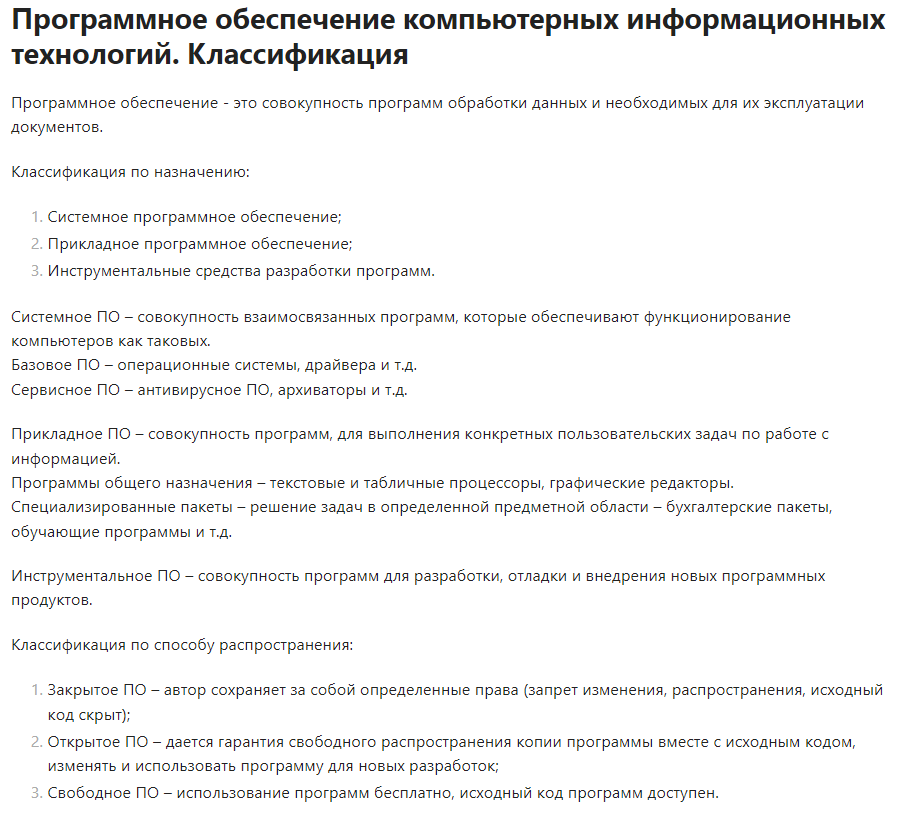 Программное обеспечение компьютерных информационных
технологий. Классификация
Программное обеспечение - это совокупность программ обработки данных и необходимых для их эксплуатации
документов.
Классификация по назначению:
1. Системное программное обеспечение;
2. Прикладное программное обеспечение;
3. Инструментальные средства разработки программ.
Системное ПО – совокупность взаимосвязанных программ, которые обеспечивают функционирование
компьютеров как таковых.
Базовое ПО – операционные системы, драйвера и т.д.
Сервисное ПО – антивирусное ПО, архиваторы и т.д.
Прикладное ПО – совокупность программ, для выполнения конкретных пользовательских задач по работе с
информацией.
Программы общего назначения – текстовые и табличные процессоры, графические редакторы.
Специализированные пакеты – решение задач в определенной предметной области – бухгалтерские пакеты,
обучающие программы и т.д.
Инструментальное ПО – совокупность программ для разработки, отладки и внедрения новых программных
продуктов.
Классификация по способу распространения:
1. Закрытое ПО – автор сохраняет за собой определенные права (запрет изменения, распространения, исходный
код скрыт);
2. Открытое ПО – дается гарантия свободного распространения копии программы вместе с исходным кодом,
изменять и использовать программу для новых разработок;
3. Свободное ПО – использование программ бесплатно, исходный код программ доступен.